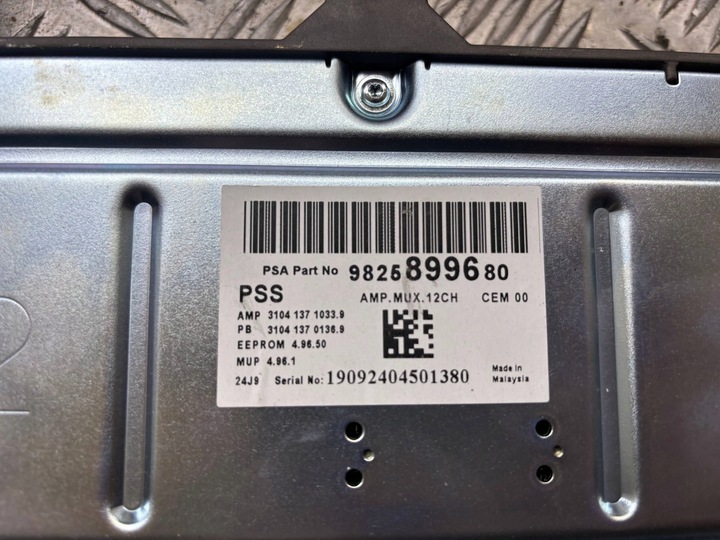 PSA Part No 9825899680
PSS AMP.MUX.12CH CEM 00
AMP 3104 137 1033.9
PB 3104 137 0136.9
EEPROM 4.96.50
MUP 4.96.1
24J9 Serial No: 19092404501380
Made in
Malaysia